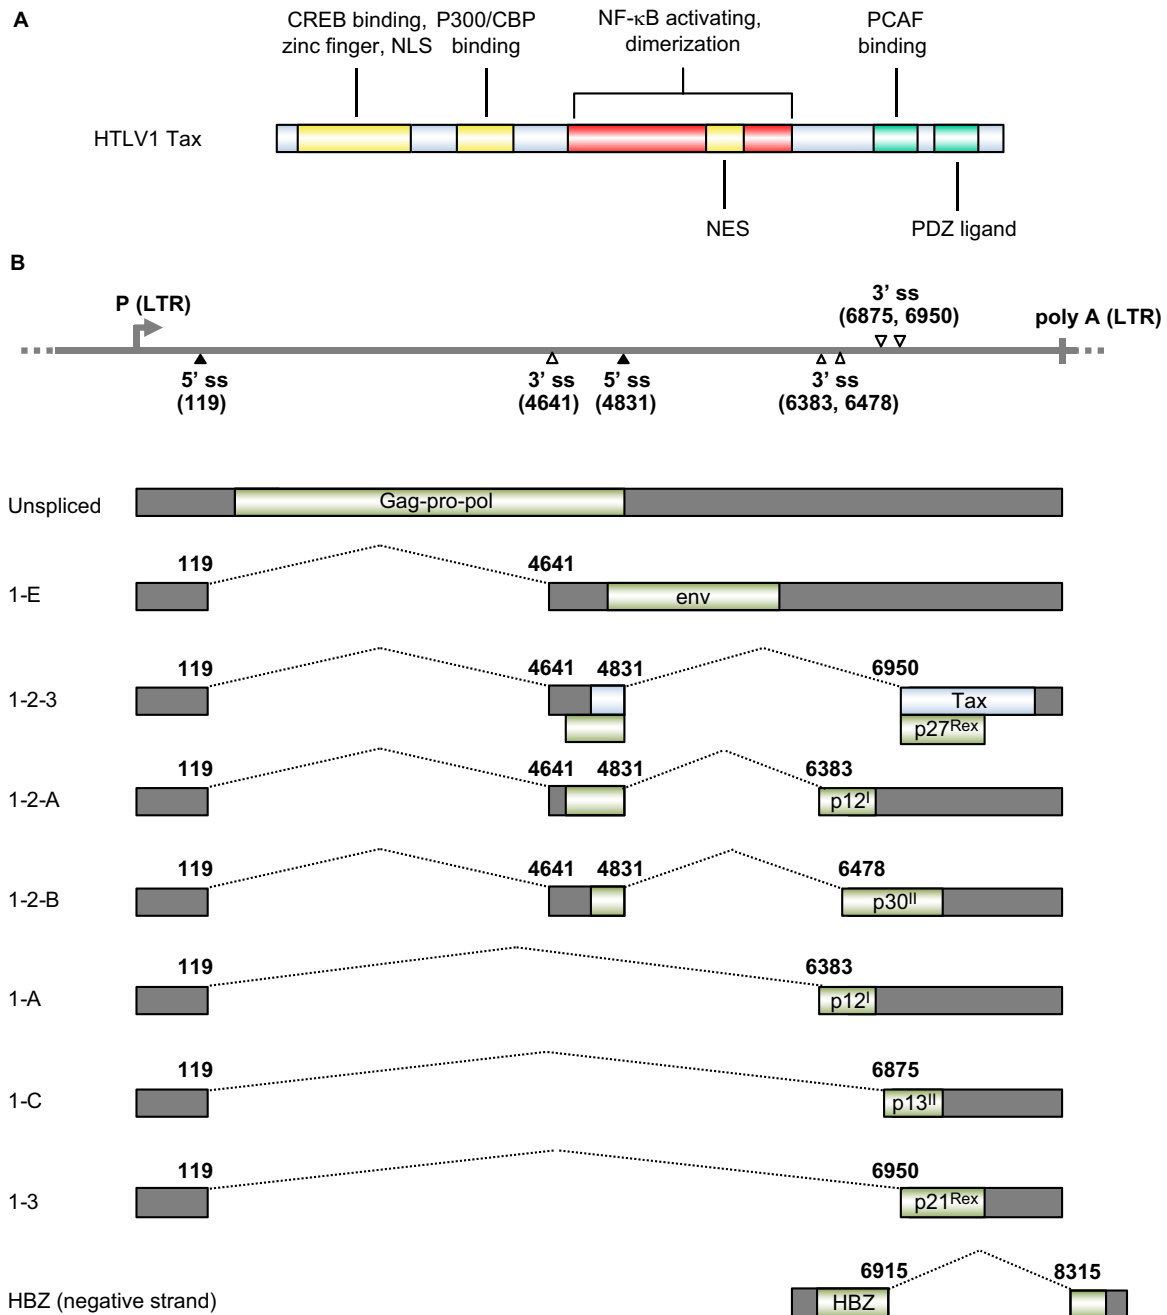 A
CREB binding, zinc finger, NLS
P300/CBP binding
NF-κB activating, dimerization
PCAF binding
HTLV1 Tax
NES
PDZ ligand
B
P (LTR)
3’ ss
(6875, 6950)
poly A (LTR)
5’ ss
(119)
3’ ss
(4641)
5’ ss
(4831)
3’ ss
(6383, 6478)
Unspliced
Gag-pro-pol
119
4641
1-E
env
119
4641
4831
6950
1-2-3
Tax
p27Rex
119
4641
4831
6383
1-2-A
p12I
119
4641
4831
6478
1-2-B
p30II
119
6383
1-A
p12I
119
6875
1-C
p13II
119
6950
1-3
p21Rex
6915
8315
HBZ (negative strand)
HBZ